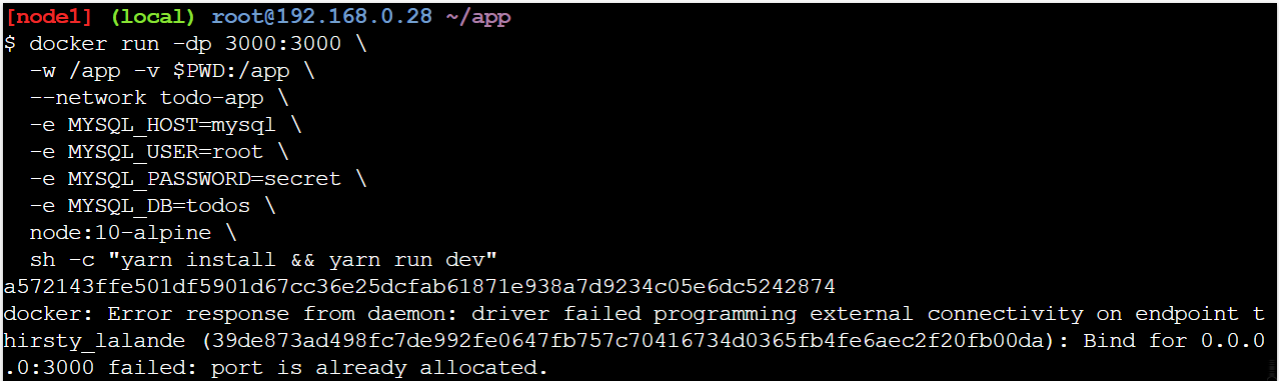 [node1] (local) root@192.168.0.28 ~/app
$ docker run -dp 3000:3000 \
  -w /app -v $PWD:/app \
  --network todo-app \
  -e MYSQL_HOST=mysql \
  -e MYSQL_USER=root \
  -e MYSQL_PASSWORD=secret \
  -e MYSQL_DB=todos \
  node:10-alpine \
  sh -c "yarn install && yarn run dev"
a572143ffe501df5901d67cc36e25dcfab61871e938a7d9234c05e6dc5242874
docker: Error response from daemon: driver failed programming external connectivity on endpoint t
hirsty_lalande (39de873ad498fc7de992fe0647fb757c70416734d0365fb4fe6aec2f20fb00da): Bind for 0.0.0
.0:3000 failed: port is already allocated.